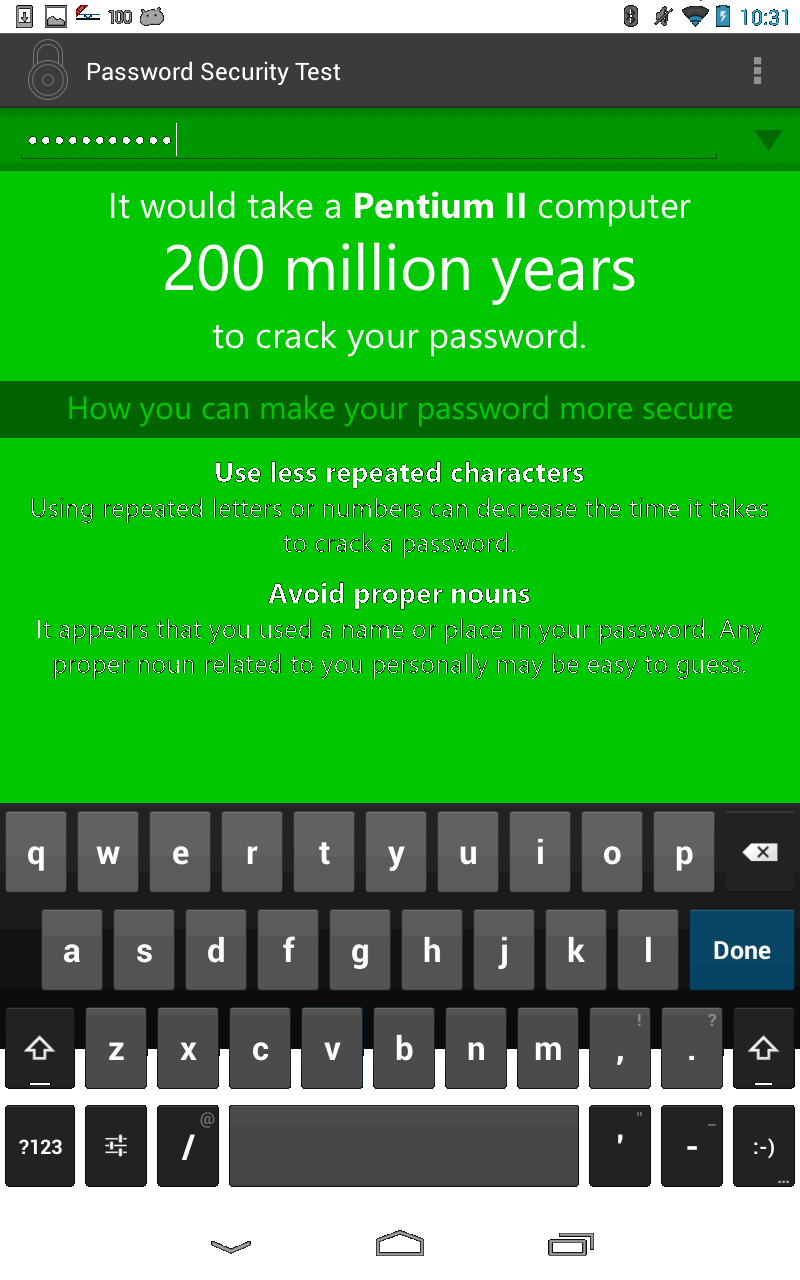 100
10:31
Password Security Test
•••••••••••
It would take a Pentium II computer
200 million years
to crack your password.
How you can make your password more secure
Use less repeated characters
Using repeated letters or numbers can decrease the time it takes
to crack a password.
Avoid proper nouns
It appears that you used a name or place in your password. Any
proper noun related to you personally may be easy to guess.
q w e r t y u i o p
a s d f g h j k l Done
! ?
z x c v b n m , .
@ " _
?123 / ' - :-)
...